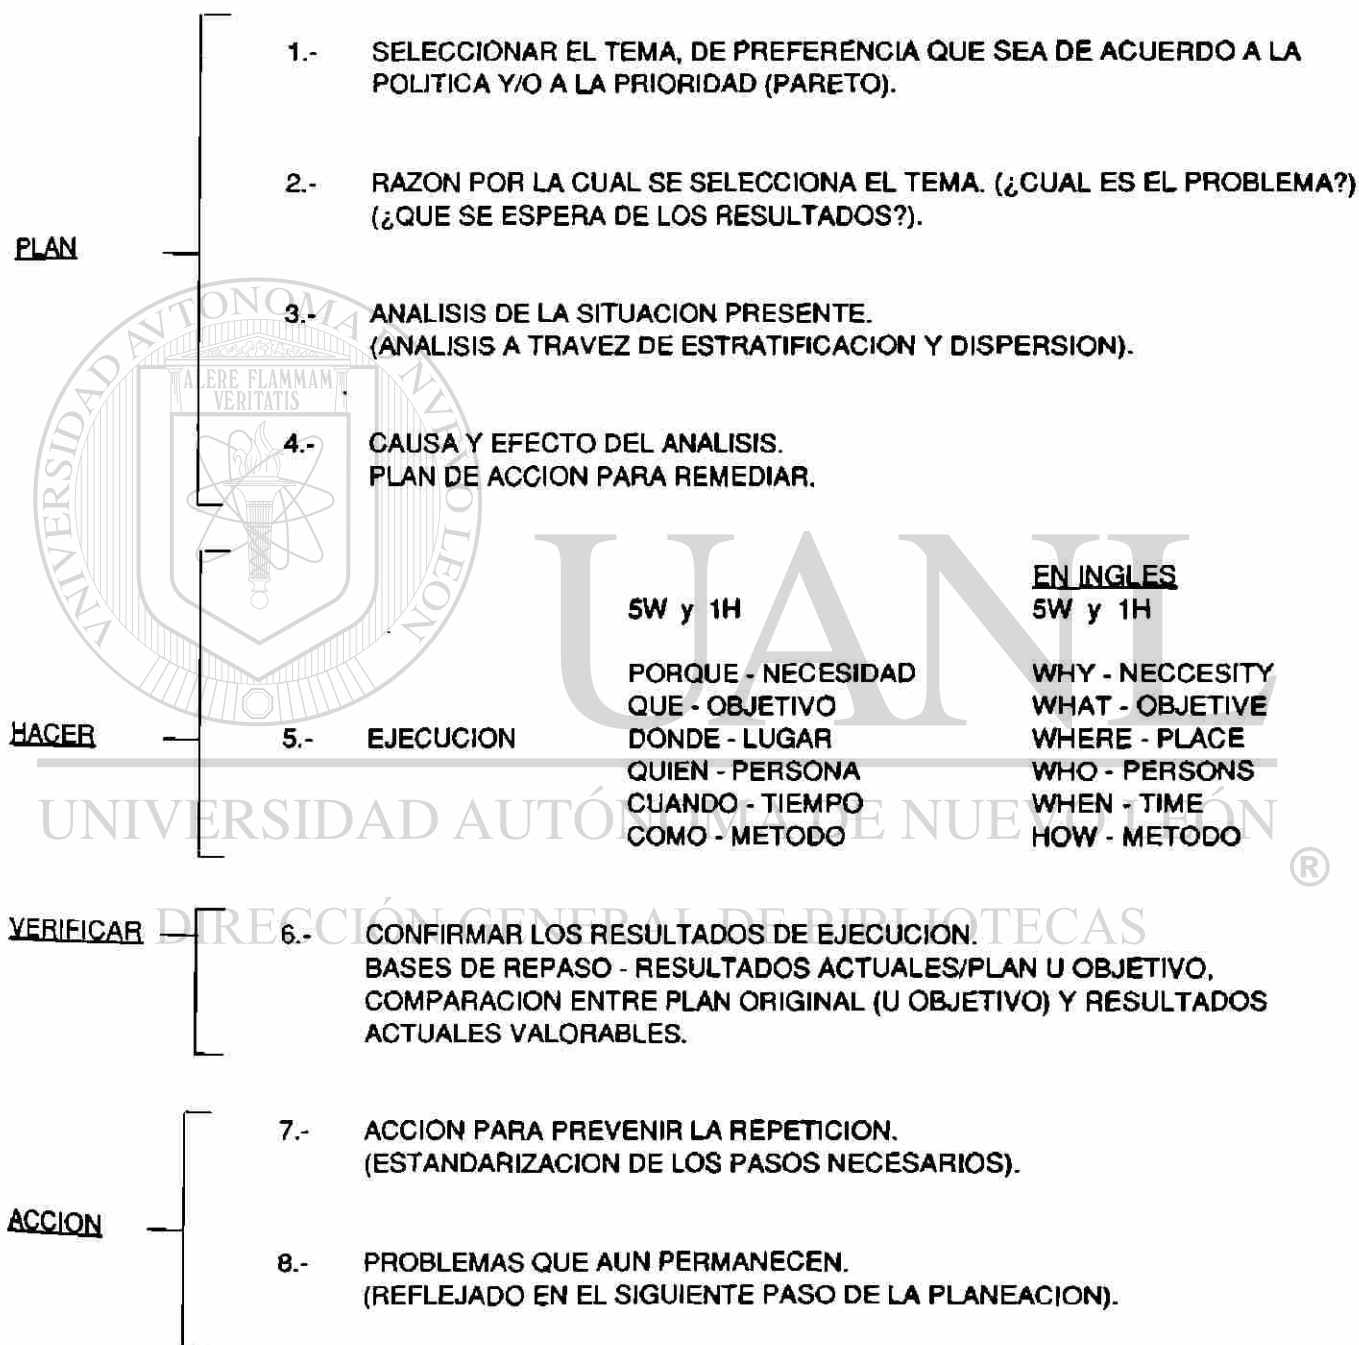 1.- SELECCIONAR EL TEMA, DE PREFERENCIA QUE SEA DE ACUERDO A LA
POLITICA Y/O A LA PRIORIDAD (PARETO).
2.- RAZON POR LA CUAL SE SELECCIONA EL TEMA. (¿CUAL ES EL PROBLEMA?)
(¿QUE SE ESPERA DE LOS RESULTADOS?).
PLAN
3.- ANALISIS DE LA SITUACION PRESENTE.
(ANALISIS A TRAVEZ DE ESTRATIFICACION Y DISPERSION).
4.- CAUSA Y EFECTO DEL ANALISIS.
PLAN DE ACCION PARA REMEDIAR.
UNIVERSIDAD AUTONOMA DE NUEVO LEON
ALERE FLAMMAM
VERITATIS
UANL
EN INGLES
5W y 1H 5W y 1H
PORQUE - NECESIDAD WHY - NECCESITY
QUE - OBJETIVO WHAT - OBJETIVE
HACER 5.- EJECUCION DONDE - LUGAR WHERE - PLACE
QUIEN - PERSONA WHO - PERSONS
CUANDO - TIEMPO WHEN - TIME
COMO - METODO HOW - METODO
UNIVERSIDAD AUTÓNOMA DE NUEVO LEÓN
®
DIRECCIÓN GENERAL DE BIBLIOTECAS
VERIFICAR 6.- CONFIRMAR LOS RESULTADOS DE EJECUCION.
BASES DE REPASO - RESULTADOS ACTUALES/PLAN U OBJETIVO,
COMPARACION ENTRE PLAN ORIGINAL (U OBJETIVO) Y RESULTADOS
ACTUALES VALORABLES.
7.- ACCION PARA PREVENIR LA REPETICION.
(ESTANDARIZACION DE LOS PASOS NECESARIOS).
ACCION
8.- PROBLEMAS QUE AUN PERMANECEN.
(REFLEJADO EN EL SIGUIENTE PASO DE LA PLANEACION).